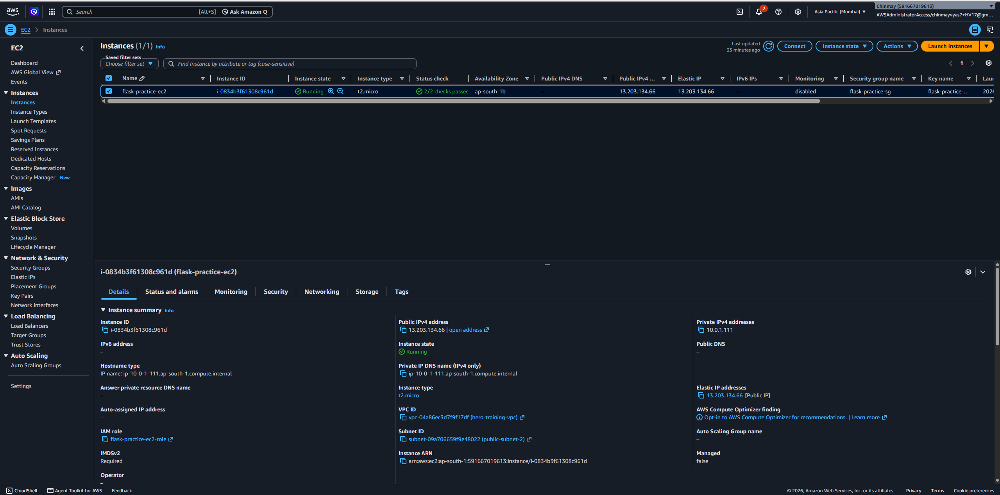 aws
Search [Alt+S] Ask Amazon Q
2
Asia Pacific (Mumbai)
Chinmay (591667019613)
AWSAdministratorAccess/chinmayvyas7+HV17@gm...
EC2 Instances
EC2
Dashboard
AWS Global View
Events
Instances
Instances
Instance Types
Launch Templates
Spot Requests
Savings Plans
Reserved Instances
Dedicated Hosts
Capacity Reservations
Capacity Manager New
Images
AMIs
AMI Catalog
Elastic Block Store
Volumes
Snapshots
Lifecycle Manager
Network & Security
Security Groups
Elastic IPs
Placement Groups
Key Pairs
Network Interfaces
Load Balancing
Load Balancers
Target Groups
Trust Stores
Auto Scaling
Auto Scaling Groups
Settings
Instances (1/1) Info
Last updated
33 minutes ago
Connect Instance state Actions Launch instances
Saved filter sets
Choose filter set
Find Instance by attribute or tag (case-sensitive)
1
Name Instance ID Instance state Instance type Status check Availability Zone Public IPv4 DNS Public IPv4 ... Elastic IP IPv6 IPs Monitoring Security group name Key name Laur
flask-practice-ec2 i-0834b3f61308c961d Running t2.micro 2/2 checks passec ap-south-1b – 13.203.134.66 13.203.134.66 – disabled flask-practice-sg flask-practice-... 2026
i-0834b3f61308c961d (flask-practice-ec2)
Details Status and alarms Monitoring Security Networking Storage Tags
Instance summary Info
Instance ID
i-0834b3f61308c961d
IPv6 address
–
Hostname type
IP name: ip-10-0-1-111.ap-south-1.compute.internal
Answer private resource DNS name
–
Auto-assigned IP address
–
IAM role
flask-practice-ec2-role
IMDSv2
Required
Operator
–
Public IPv4 address
13.203.134.66 | open address
Instance state
Running
Private IP DNS name (IPv4 only)
ip-10-0-1-111.ap-south-1.compute.internal
Instance type
t2.micro
VPC ID
vpc-04a86ec3d7f9f17df (hero-training-vpc)
Subnet ID
subnet-09a706659f9e48022 (public-subnet-2)
Instance ARN
arn:aws:ec2:ap-south-1:591667019613:instance/i-0834b3f61308c961d
Private IPv4 addresses
10.0.1.111
Public DNS
–
Elastic IP addresses
13.203.134.66 [Public IP]
AWS Compute Optimizer finding
Opt-in to AWS Compute Optimizer for recommendations. | Learn more
Auto Scaling Group name
–
Managed
false
CloudShell Agent Toolkit for AWS Feedback
© 2026, Amazon Web Services, Inc. or its affiliates. Privacy Terms Cookie preferences